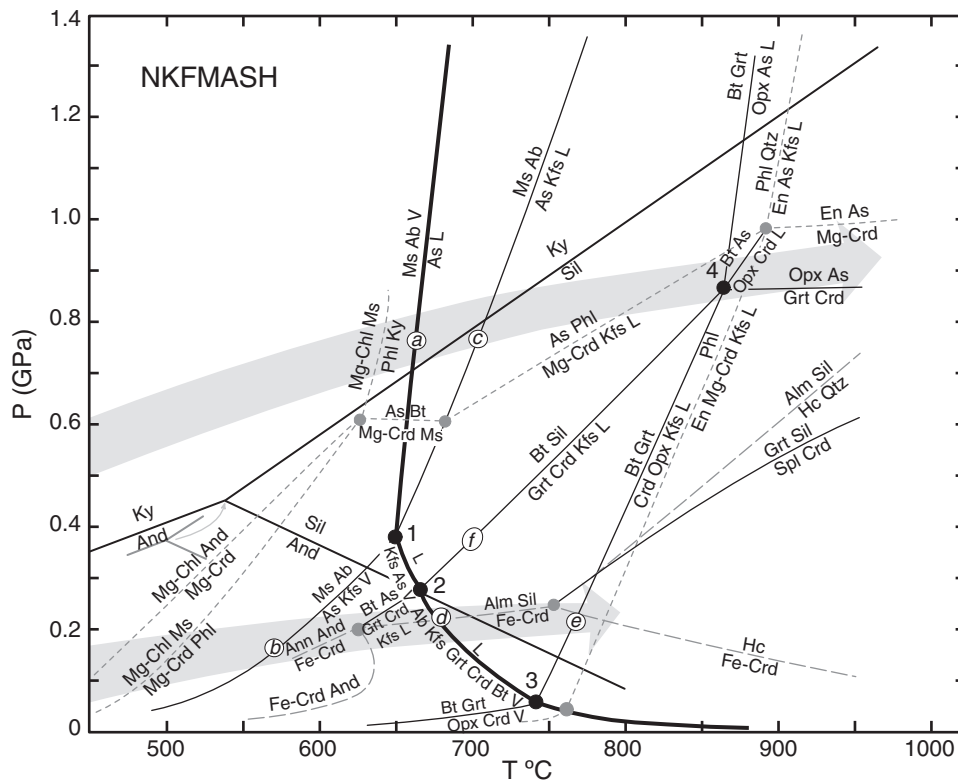 1.4
1.2
1.0
0.8
0.6
0.4
0.2
0
P (GPa)
500
600
700
800
900
1000
T °C
NKFMASH
Ms Ab V
As L
Ms Ab
As Kfs L
Bt Grt
Opx As L
Phl Qtz
En As Kfs L
En As
Mg-Crd
Ky
Sil
4
Bt As
Opx Crd L
Opx As
Grt Crd
Mg-Chl Ms
Phl Ky
a
c
As Phl
Mg-Crd Kfs L
Phl
En Mg-Crd Kfs L
Alm Sil
Hc Qtz
As Bt
Mg-Crd Ms
Bt Sil
Grt Crd Kfs L
Bt Grt
Crd Opx Kfs L
Grt Sil
Spl Crd
Ky
And
Sil
And
1
L
Kfs As
f
Mg-Chl And
Mg-Crd
Ms Ab
As Kfs V
2
Bt As
Grt Crd
Kfs L
Alm Sil
Fe-Crd
d
e
b
Ann And
Fe-Crd
Mg-Chl Ms
Mg-Crd Phl
L
Ab Kfs Grt Crd Bt V
Hc
Fe-Crd
Fe-Crd And
3
Bt Grt
Opx Crd V